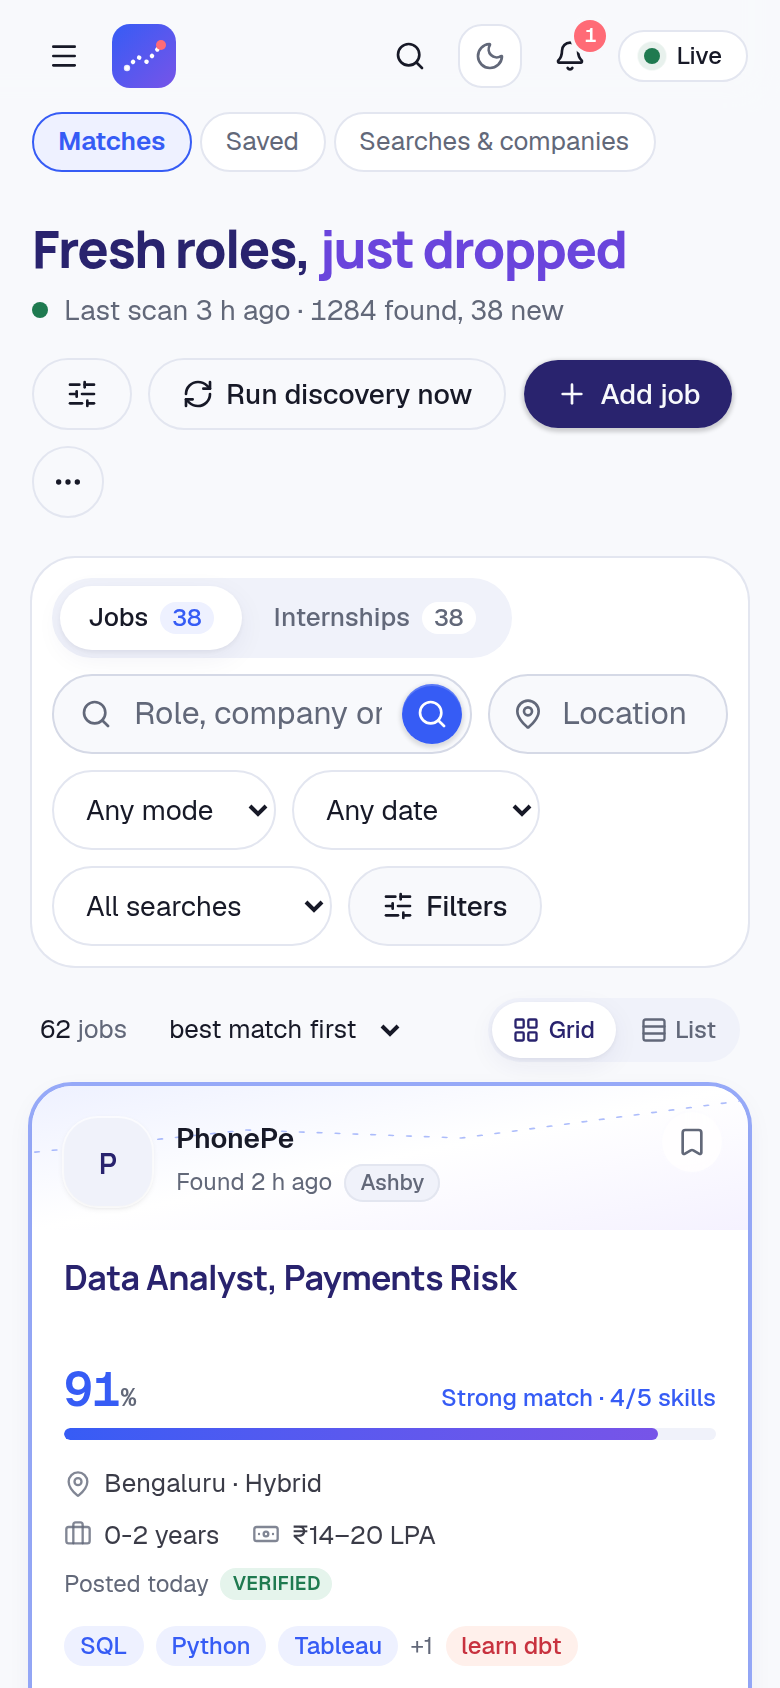 1
Live
Matches
Saved
Searches & companies
Fresh roles, just dropped
Last scan 3 h ago · 1284 found, 38 new
Run discovery now
Add job
Jobs 38
Internships 38
Role, company or
Location
Any mode
Any date
All searches
Filters
62 jobs
best match first
Grid
List
P
PhonePe
Found 2 h ago
Ashby
Data Analyst, Payments Risk
91%
Strong match · 4/5 skills
Bengaluru · Hybrid
0-2 years
₹14–20 LPA
Posted today
VERIFIED
SQL
Python
Tableau
+1
learn dbt